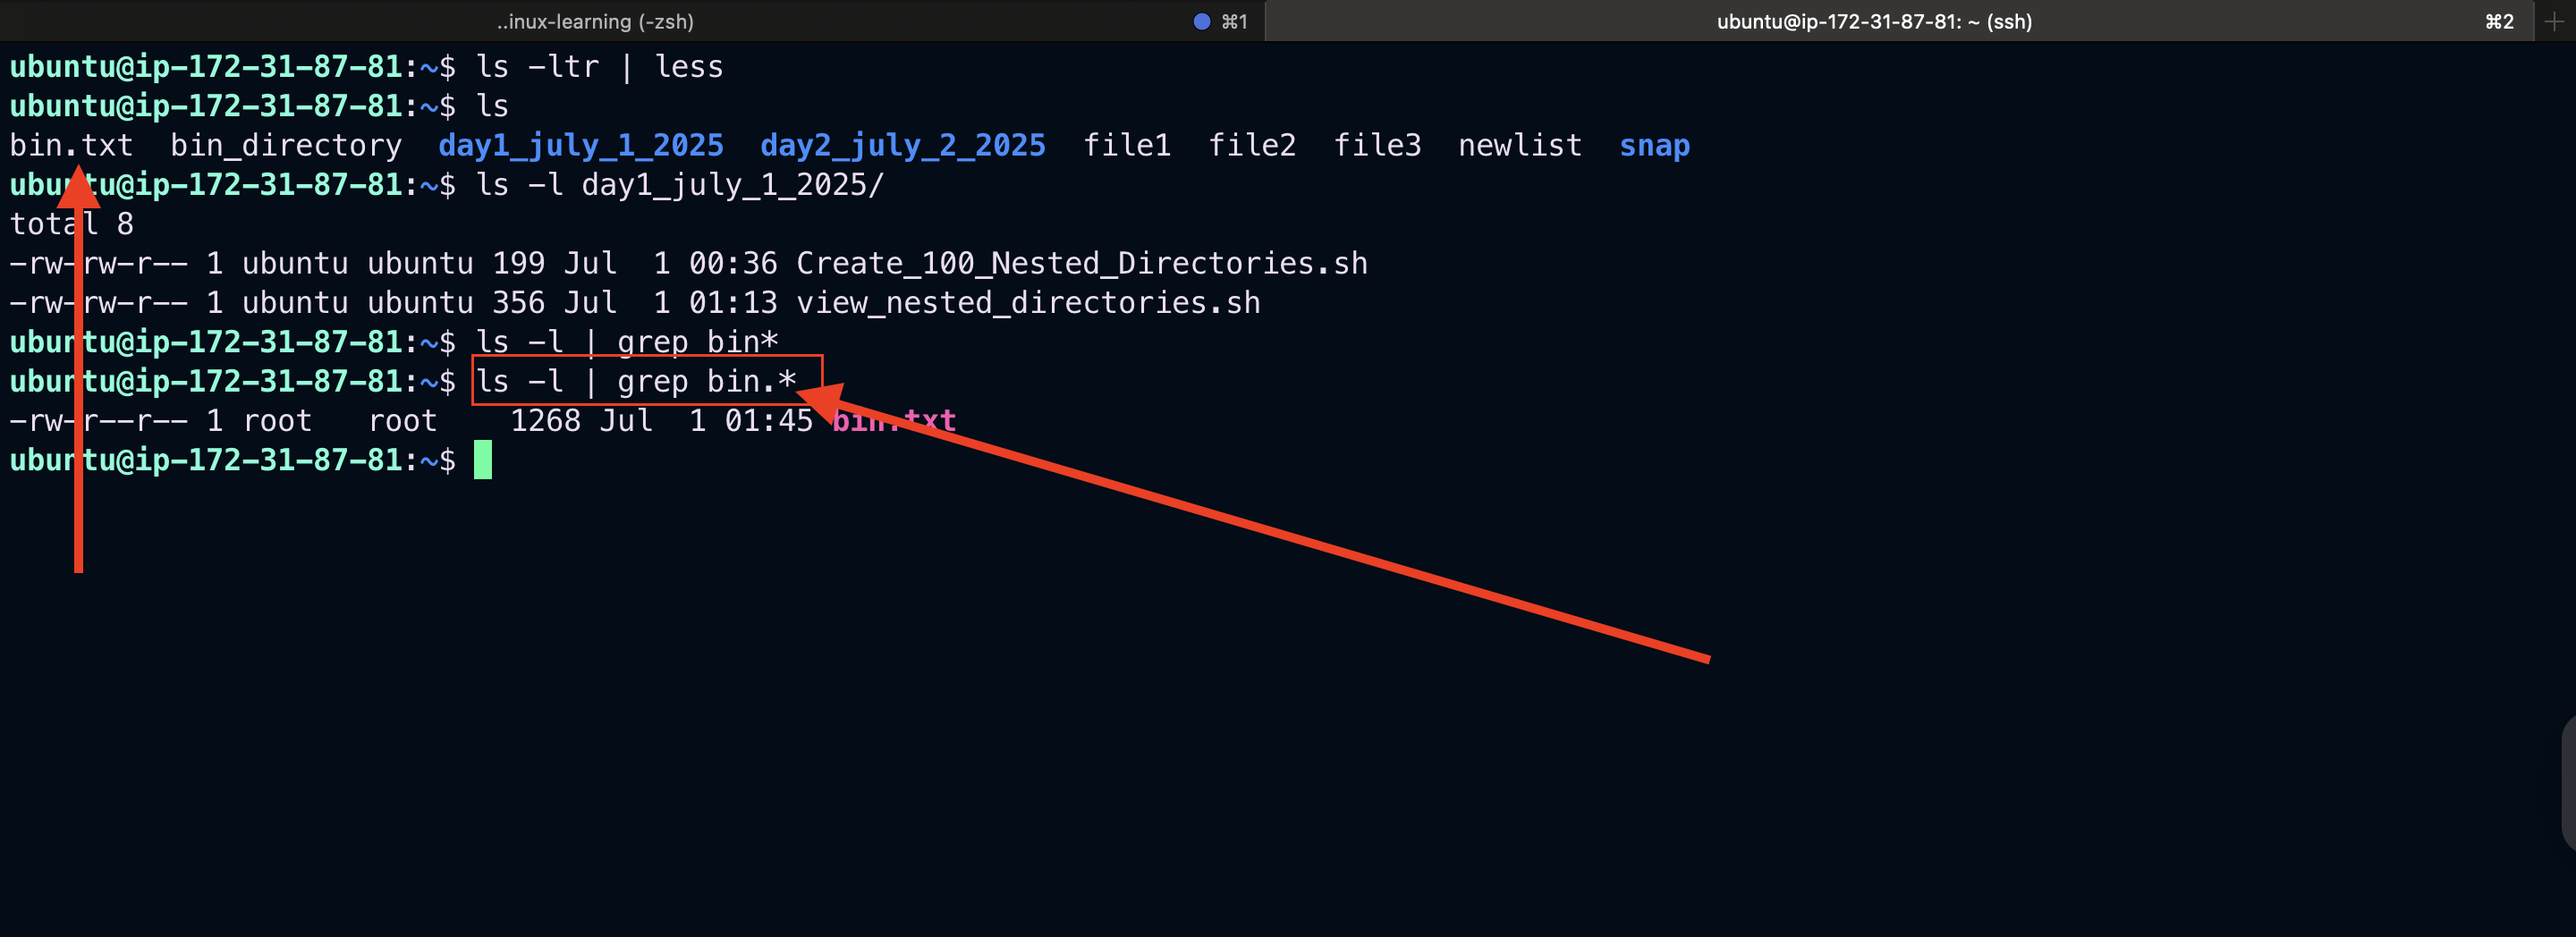 ..inux-learning (-zsh) ⌘1 ubuntu@ip-172-31-87-81: ~ (ssh) ⌘2
ubuntu@ip-172-31-87-81:~$ ls -ltr | less
ubuntu@ip-172-31-87-81:~$ ls
bin.txt  bin_directory  day1_july_1_2025  day2_july_2_2025  file1  file2  file3  newlist  snap
ubuntu@ip-172-31-87-81:~$ ls -l day1_july_1_2025/
total 8
-rw-rw-r-- 1 ubuntu ubuntu 199 Jul  1 00:36 Create_100_Nested_Directories.sh
-rw-rw-r-- 1 ubuntu ubuntu 356 Jul  1 01:13 view_nested_directories.sh
ubuntu@ip-172-31-87-81:~$ ls -l | grep bin*
ubuntu@ip-172-31-87-81:~$ ls -l | grep bin.*
-rw-r--r-- 1 root   root    1268 Jul  1 01:45 bin.txt
ubuntu@ip-172-31-87-81:~$